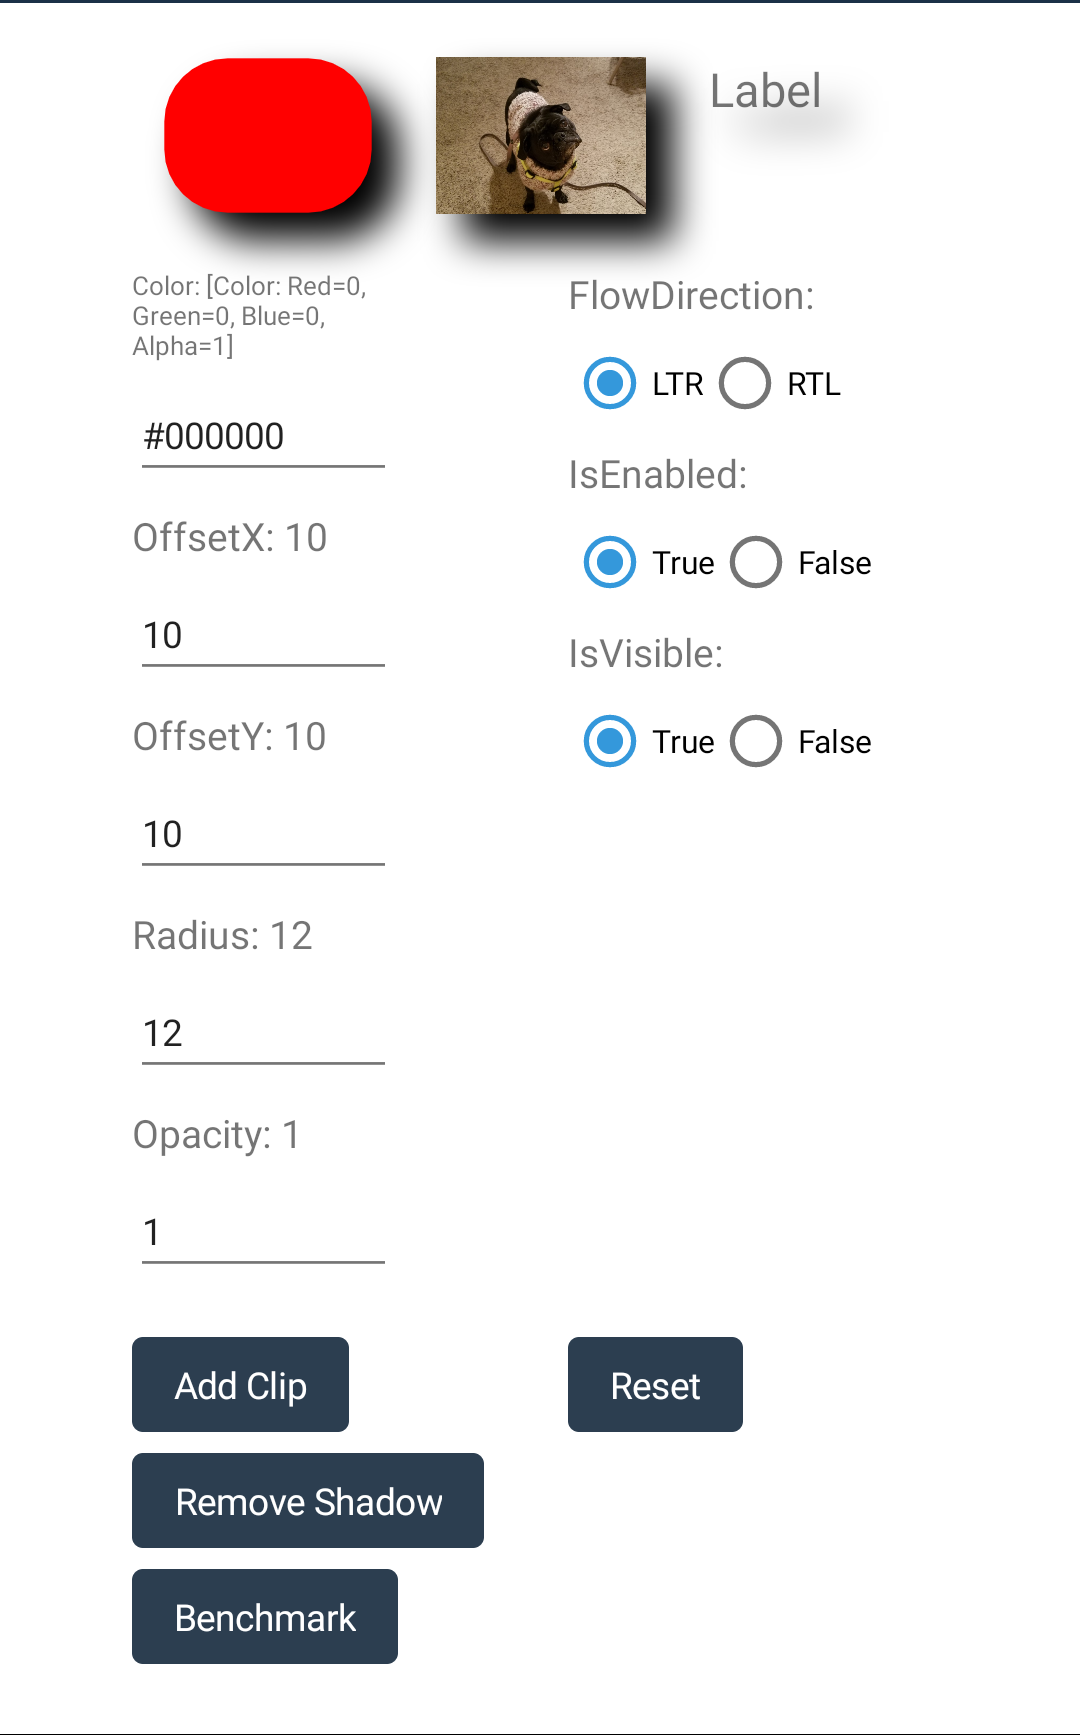 Label
Color: [Color: Red=0,
Green=0, Blue=0,
Alpha=1]
#000000
OffsetX: 10
10
OffsetY: 10
10
Radius: 12
12
Opacity: 1
1
FlowDirection:
LTR RTL
IsEnabled:
True False
IsVisible:
True False
Add Clip
Reset
Remove Shadow
Benchmark